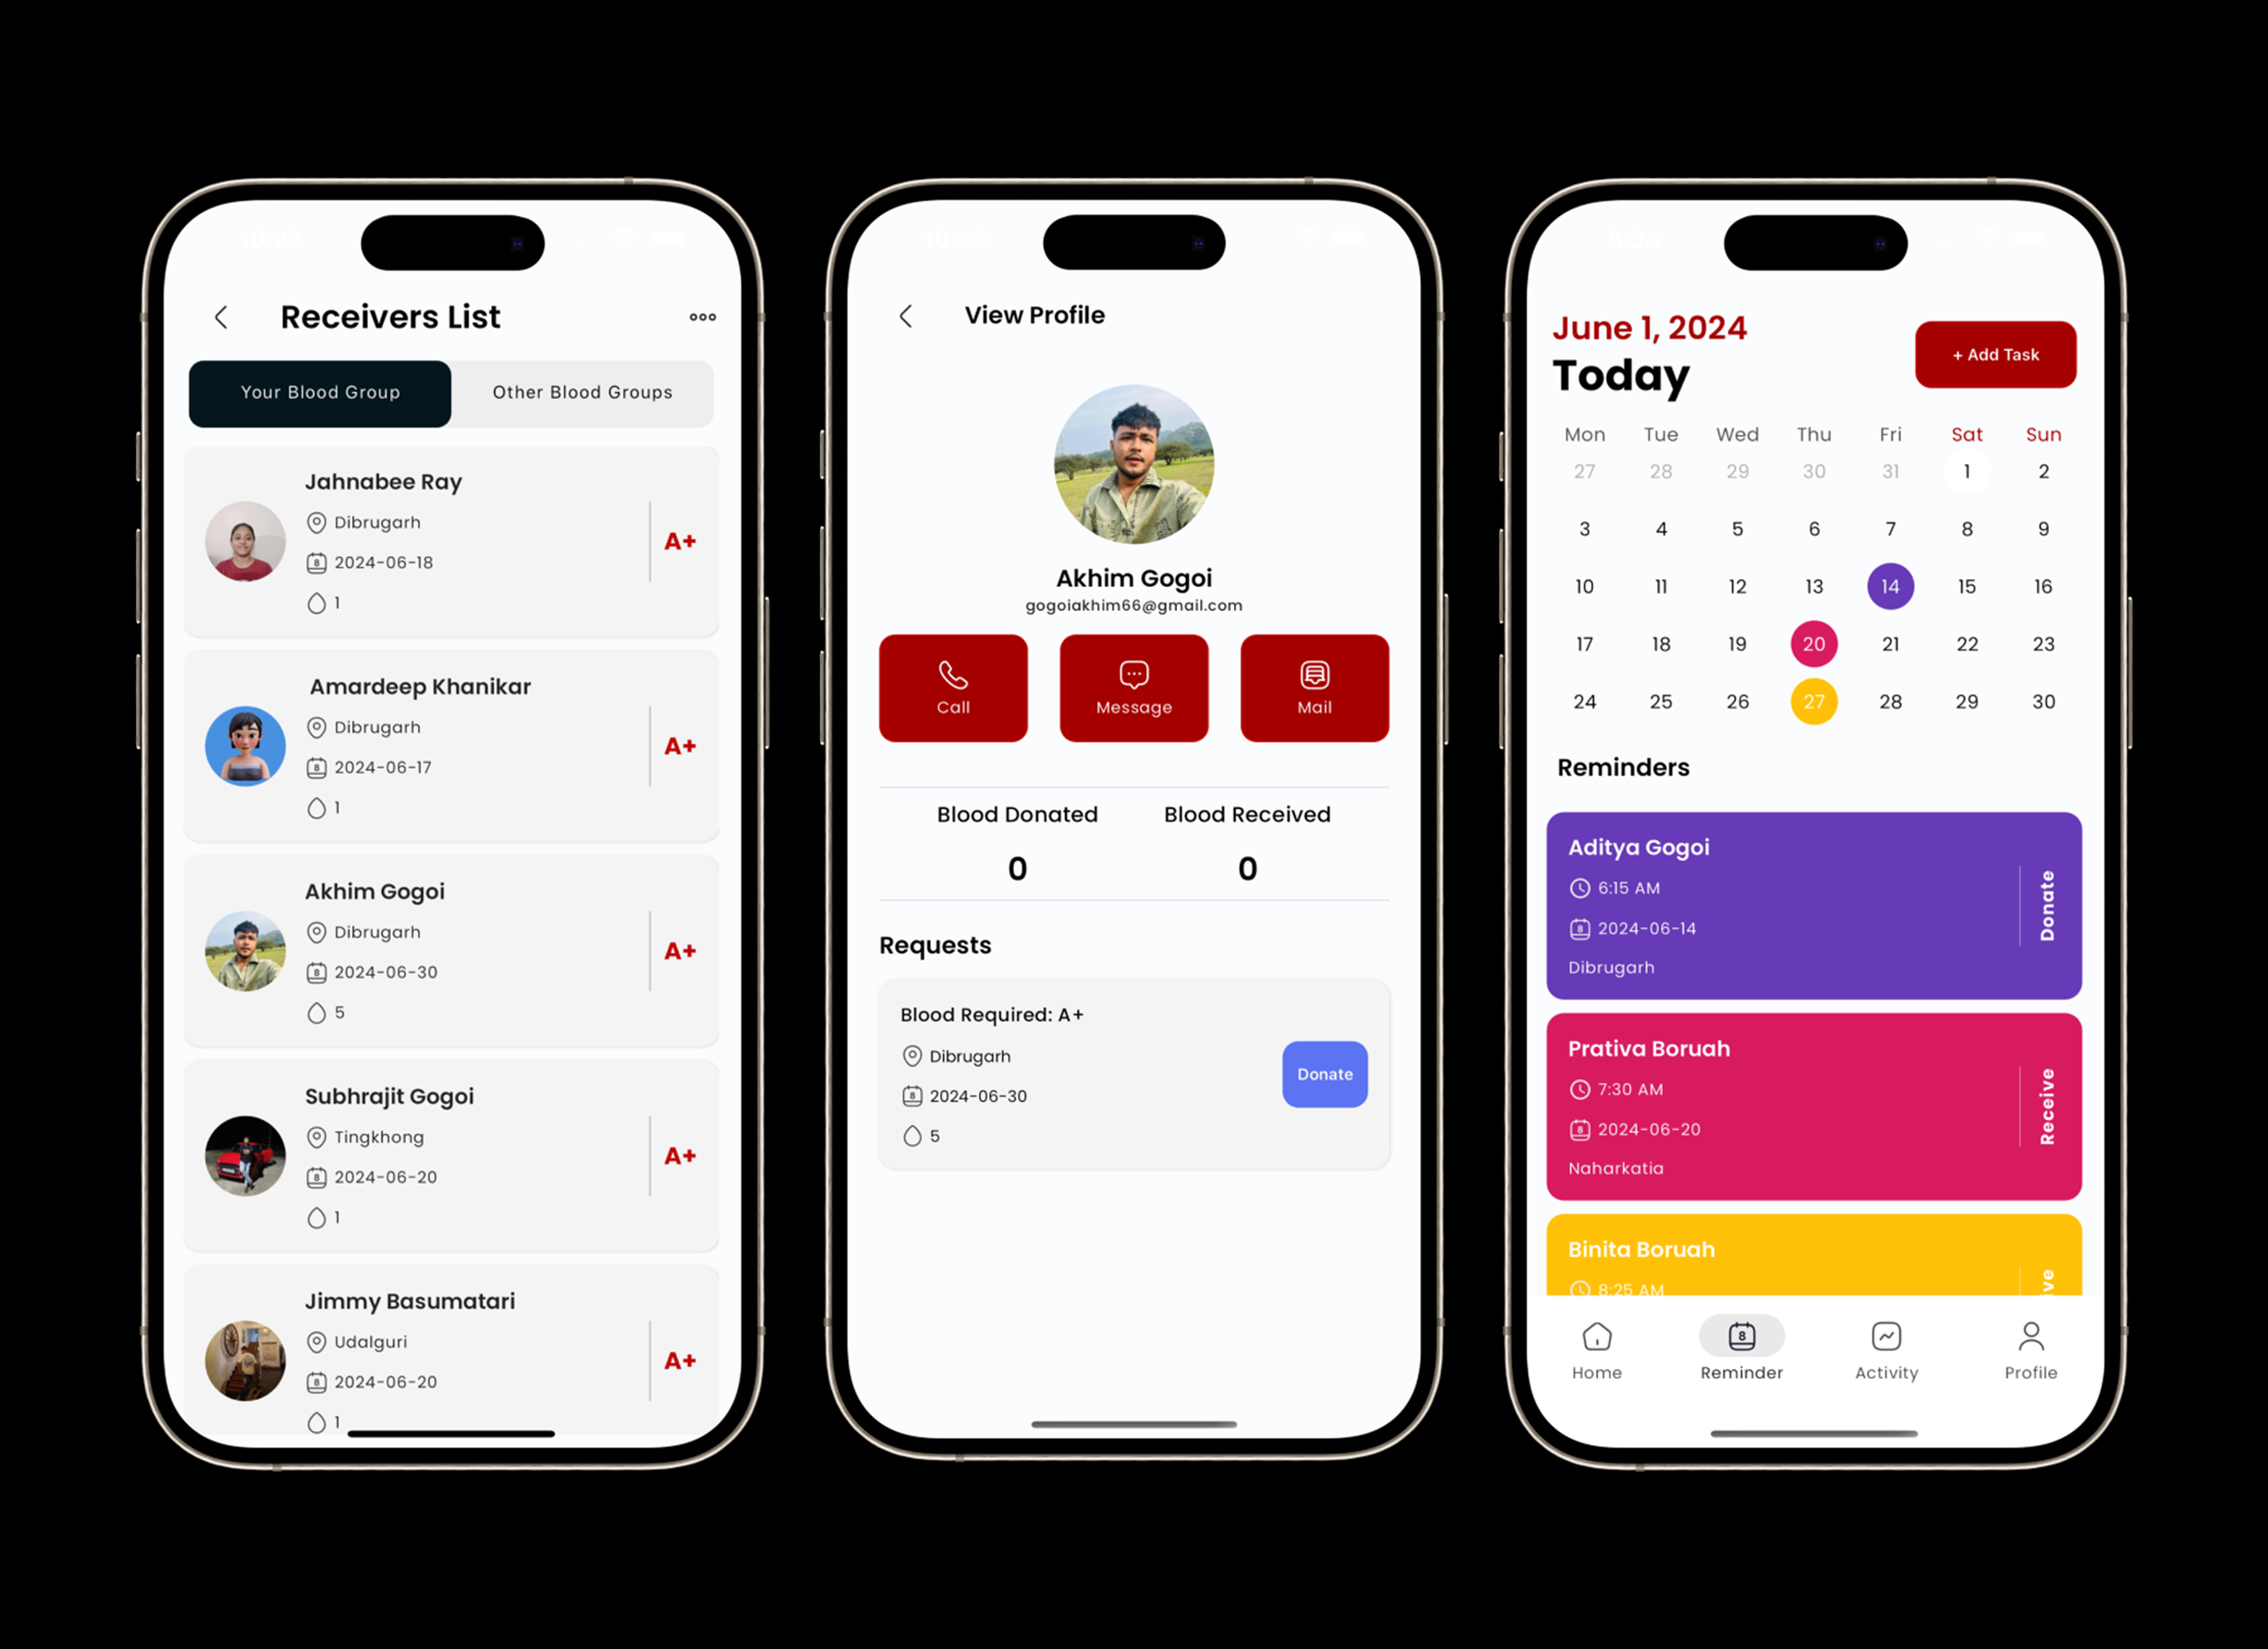 Receivers List
Your Blood Group Other Blood Groups
Jahnabee Ray
Dibrugarh
2024-06-18
1
A+
Amardeep Khanikar
Dibrugarh
2024-06-17
1
A+
Akhim Gogoi
Dibrugarh
2024-06-30
5
A+
Subhrajit Gogoi
Tingkhong
2024-06-20
1
A+
Jimmy Basumatari
Udalguri
2024-06-20
1
A+
View Profile
Akhim Gogoi
gogoiakhim66@gmail.com
Call Message Mail
Blood Donated Blood Received
0 0
Requests
Blood Required: A+
Dibrugarh
2024-06-30
5
Donate
June 1, 2024
Today
+ Add Task
Mon Tue Wed Thu Fri Sat Sun
27 28 29 30 31 1 2
3 4 5 6 7 8 9
10 11 12 13 14 15 16
17 18 19 20 21 22 23
24 25 26 27 28 29 30
Reminders
Aditya Gogoi
6:15 AM
2024-06-14
Dibrugarh
Donate
Prativa Boruah
7:30 AM
2024-06-20
Naharkatia
Receive
Binita Boruah
8:25 AM
Home Reminder Activity Profile